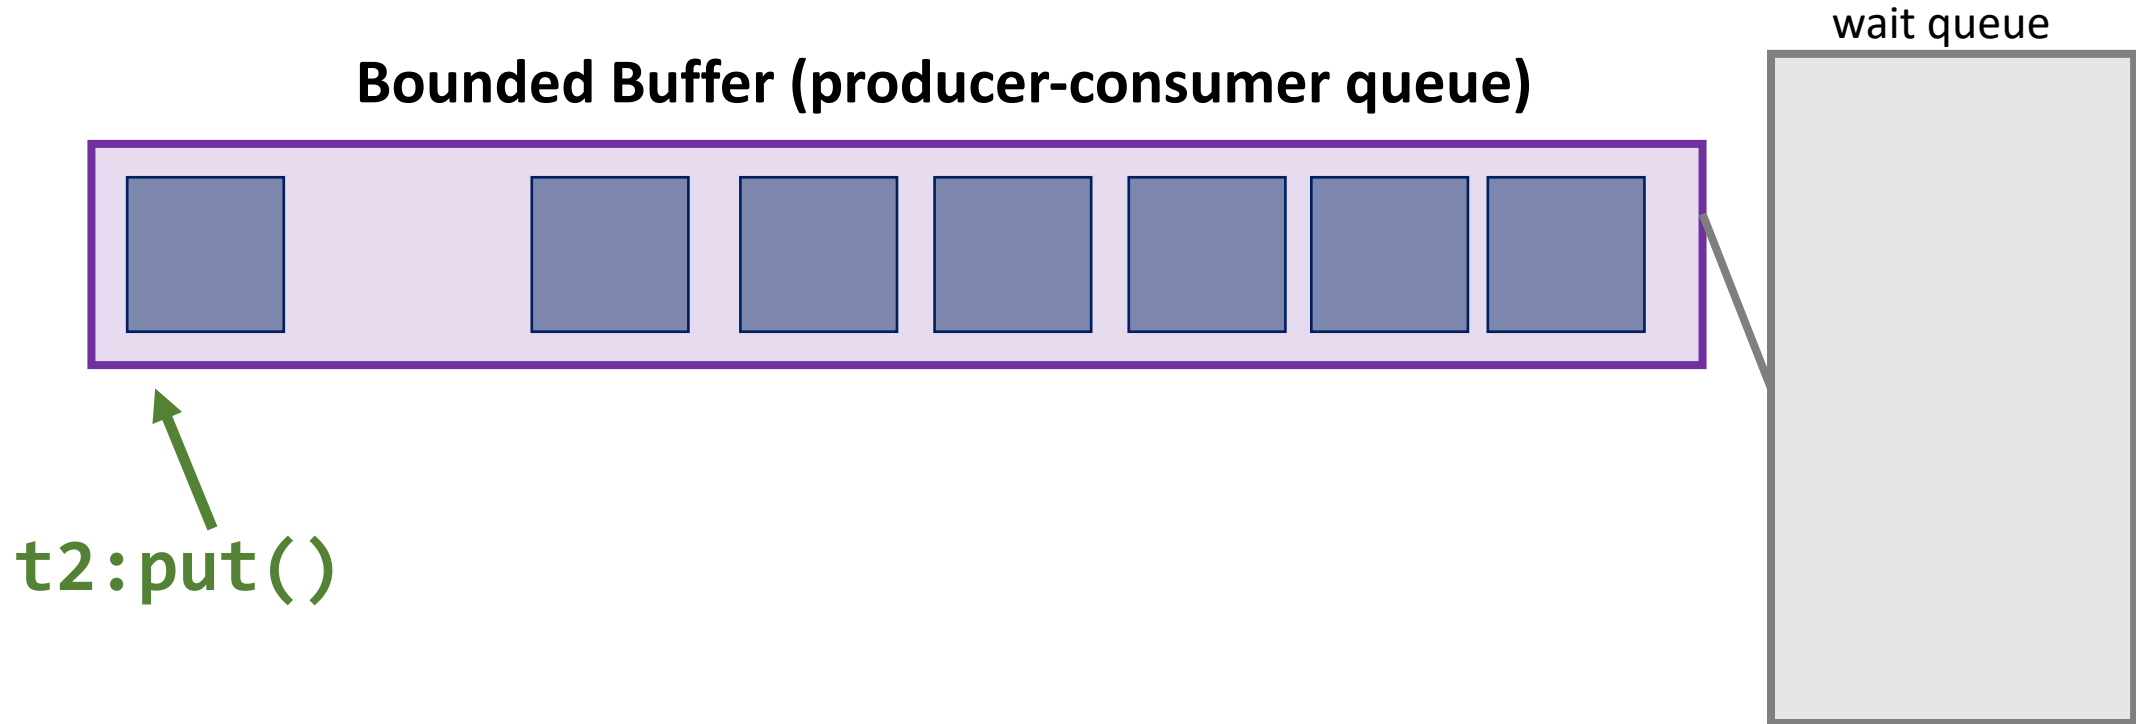 wait queue
Bounded Buffer (producer-consumer queue)
t2:put()